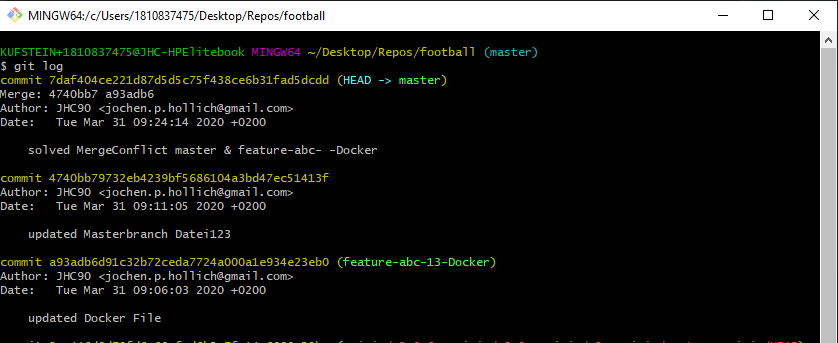 MINGW64:/c/Users/1810837475/Desktop/Repos/football
KUFSTEIN+1810837475@JHC-HPElitebook MINGW64 ~/Desktop/Repos/football (master)
$ git log
commit 7daf404ce221d87d5d5c75f438ce6b31fad5dcdd (HEAD -> master)
Merge: 4740bb7 a93adb6
Author: JHC90 <jochen.p.hollich@gmail.com>
Date:   Tue Mar 31 09:24:14 2020 +0200
solved MergeConflict master & feature-abc- -Docker
commit 4740bb79732eb4239bf5686104a3bd47ec51413f
Author: JHC90 <jochen.p.hollich@gmail.com>
Date:   Tue Mar 31 09:11:05 2020 +0200
updated Masterbranch Datei123
commit a93adb6d91c32b72ceda7724a000a1e934e23eb0 (feature-abc-13-Docker)
Author: JHC90 <jochen.p.hollich@gmail.com>
Date:   Tue Mar 31 09:06:03 2020 +0200
updated Docker File